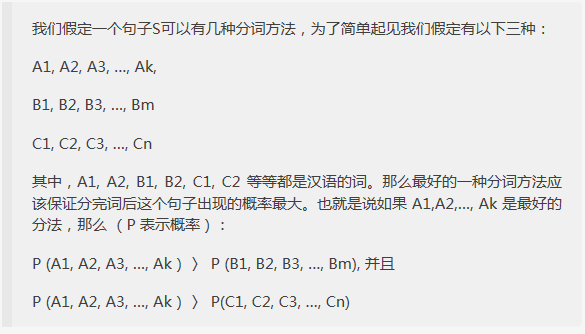 我们假定一个句子S可以有几种分词方法，为了简单起见我们假定有以下三种：
A1, A2, A3, ..., Ak,
B1, B2, B3, ..., Bm
C1, C2, C3, ..., Cn
其中，A1, A2, B1, B2, C1, C2 等等都是汉语的词。那么最好的一种分词方法应
该保证分完词后这个句子出现的概率最大。也就是说如果 A1,A2,..., Ak 是最好的
分法，那么 （P 表示概率）：
P (A1, A2, A3, ..., Ak ) 〉 P (B1, B2, B3, ..., Bm), 并且
P (A1, A2, A3, ..., Ak ) 〉 P(C1, C2, C3, ..., Cn)